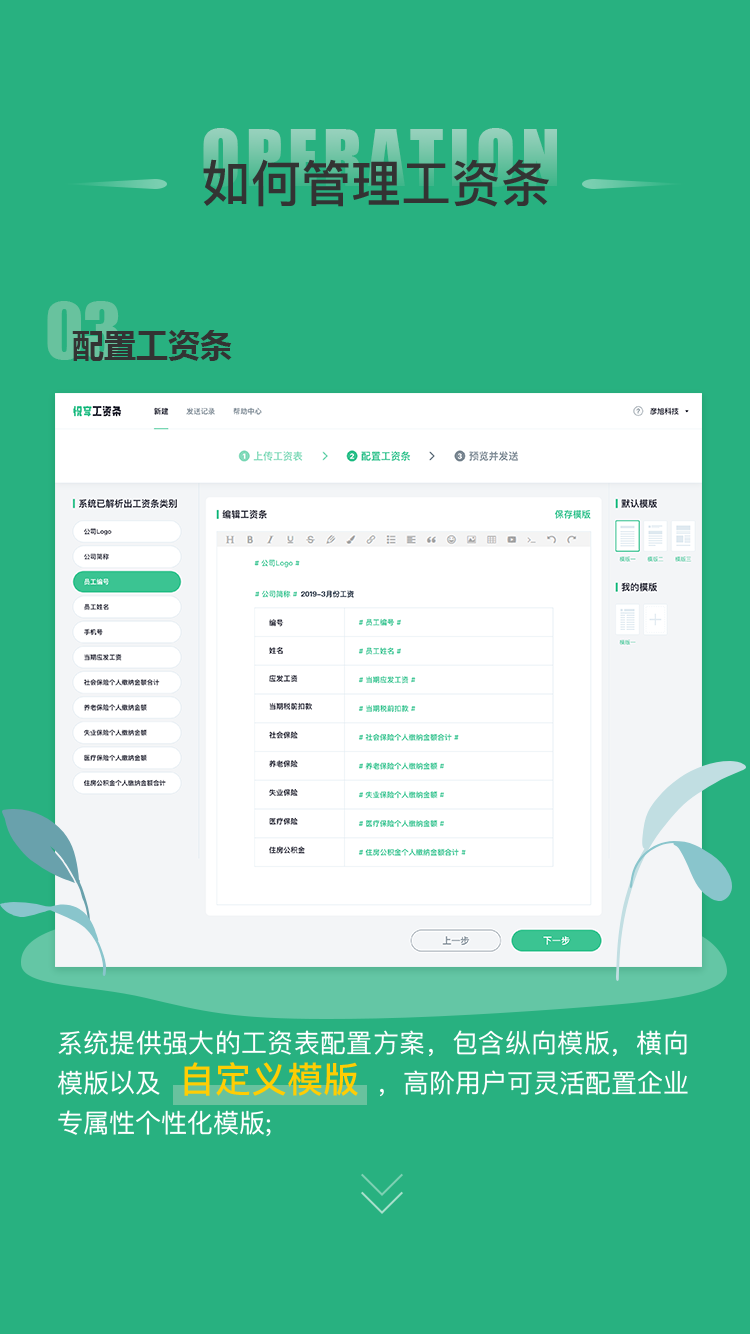 OPERATION
如何管理工资条
03
配置工资条
工资条
新建
发送记录
帮助中心
?
彦旭科技
1 上传工资表
2 配置工资条
3 预览并发送
系统已解析出工资条类别
公司Logo
公司简称
员工编号
员工姓名
手机号
当期应发工资
社会保险个人缴纳金额合计
养老保险个人缴纳金额
失业保险个人缴纳金额
医疗保险个人缴纳金额
住房公积金个人缴纳金额合计
编辑工资条
保存模版
# 公司Logo #
# 公司简称 # 2019-3月份工资
编号 # 员工编号 #
姓名 # 员工姓名 #
应发工资 # 当期应发工资 #
当期税前扣款 # 当期税前扣款 #
社会保险 # 社会保险个人缴纳金额合计 #
养老保险 # 养老保险个人缴纳金额 #
失业保险 # 失业保险个人缴纳金额 #
医疗保险 # 医疗保险个人缴纳金额 #
住房公积金 # 住房公积金个人缴纳金额合计 #
上一步
下一步
默认模版
模版一
模版二
模版三
我的模版
模版一
系统提供强大的工资表配置方案，包含纵向模版，横向
模版以及 自定义模版 ，高阶用户可灵活配置企业
专属性个性化模版;